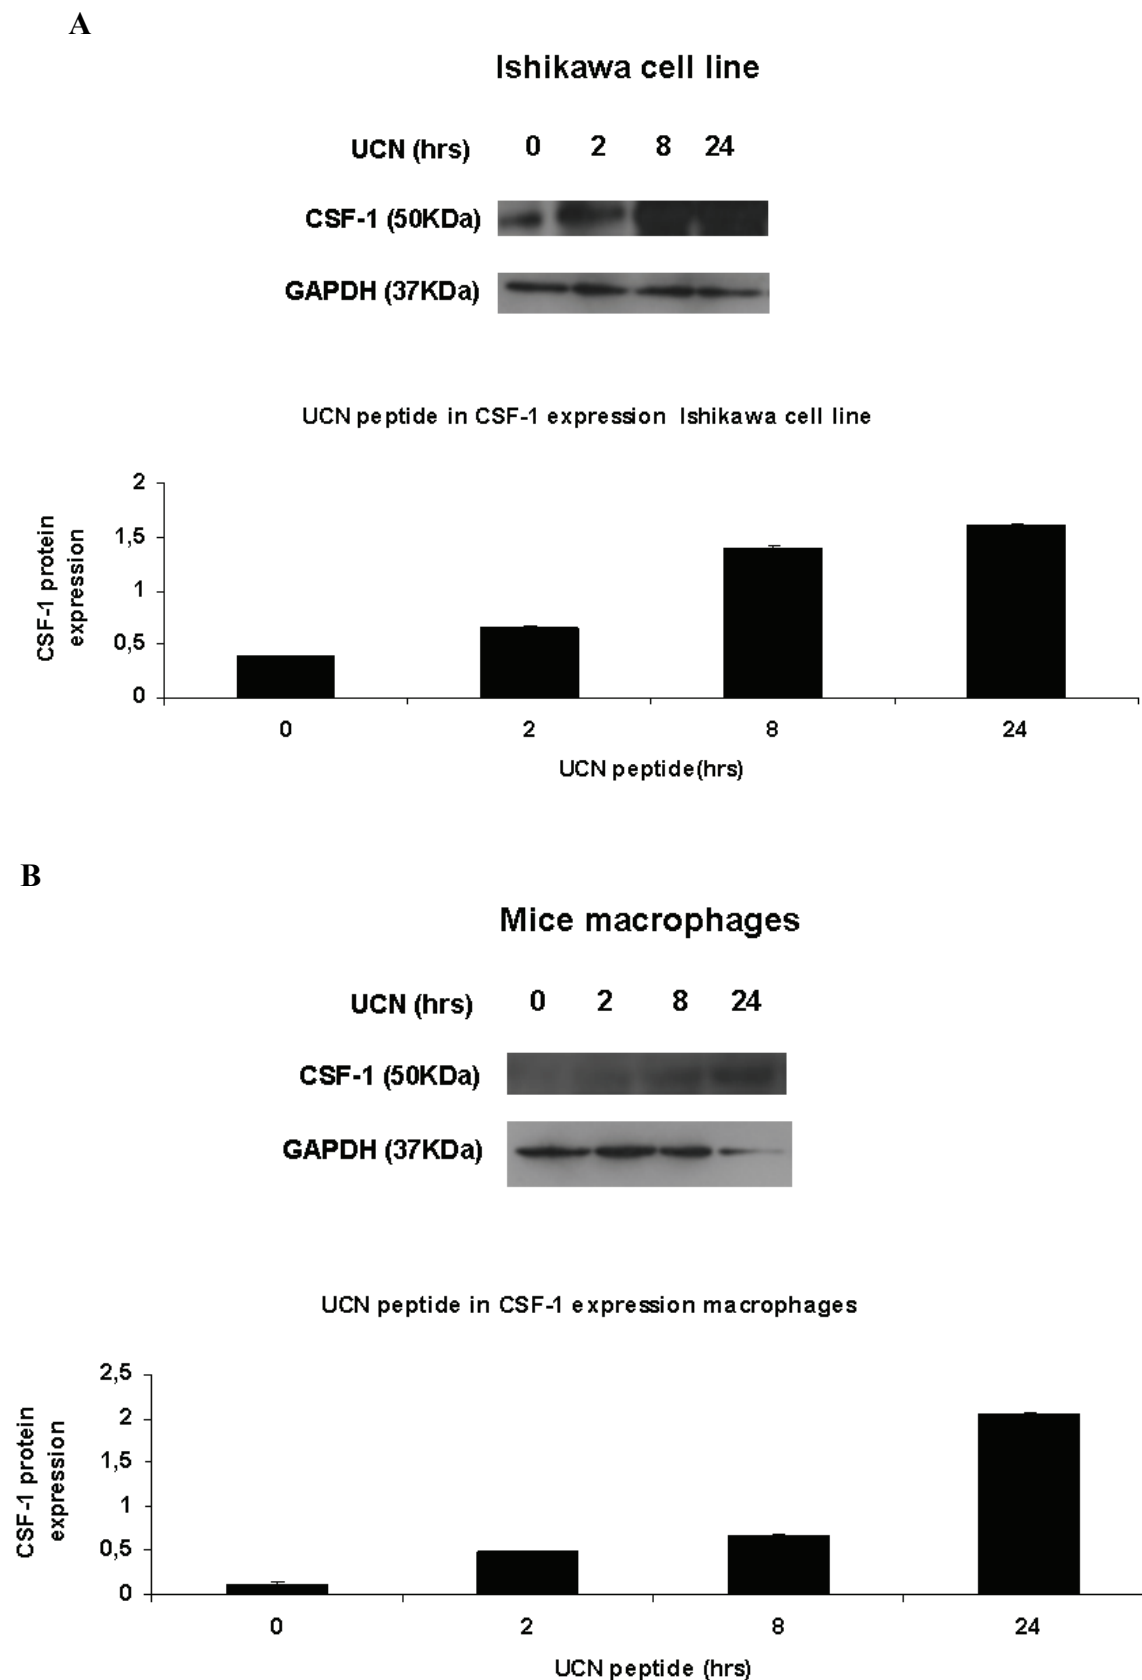 A
Ishikawa cell line
UCN (hrs) 0 2 8 24
CSF-1 (50KDa)
GAPDH (37KDa)
UCN peptide in CSF-1 expression Ishikawa cell line
CSF-1 protein
expression
2
1,5
1
0,5
0
0 2 8 24
UCN peptide(hrs)
B
Mice macrophages
UCN (hrs) 0 2 8 24
CSF-1 (50KDa)
GAPDH (37KDa)
UCN peptide in CSF-1 expression macrophages
CSF-1 protein
expression
2,5
2
1,5
1
0,5
0
0 2 8 24
UCN peptide (hrs)